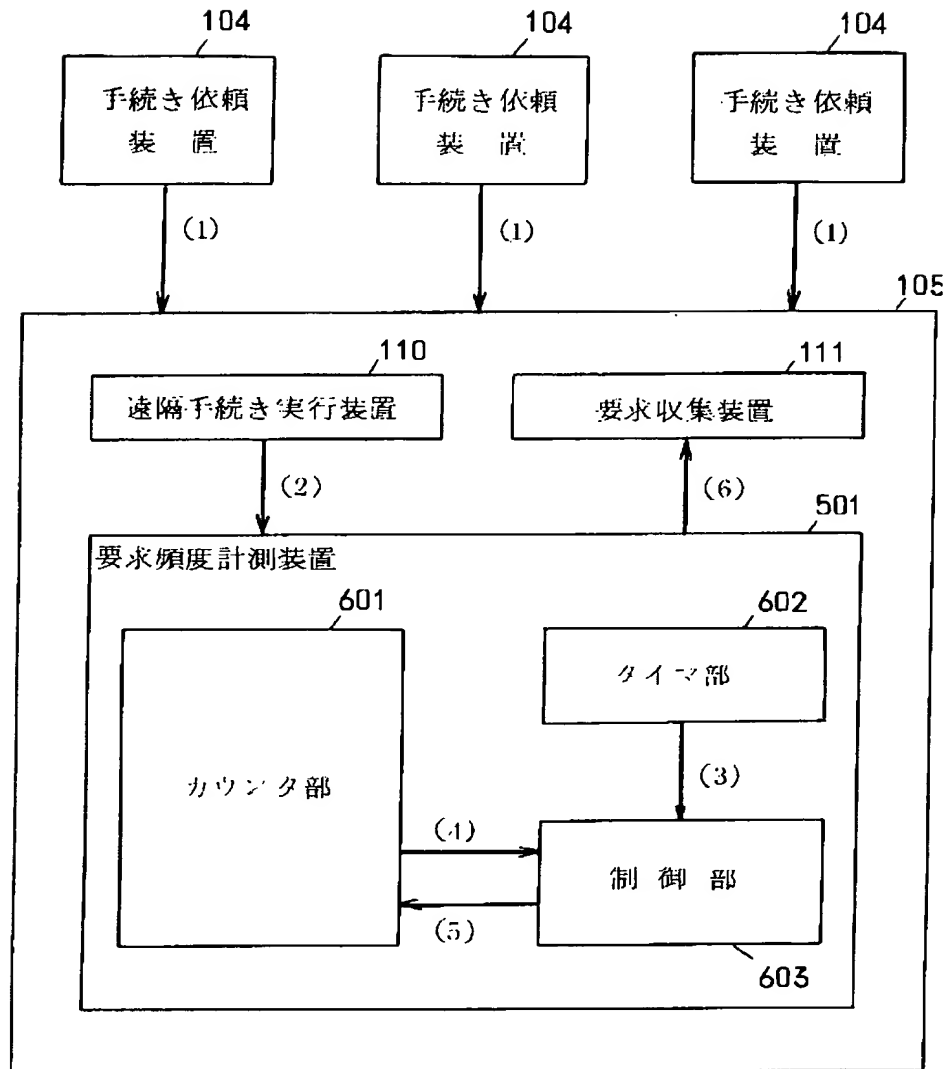 104
104
104
手続き依頼
装 置
手続き依頼
装 置
手続き依頼
装 置
(1)
(1)
(1)
105
110
111
遠隔手続き実行装置
要求収集装置
(2)
(6)
501
要求頻度計測装置
601
602
タイマ部
カウンタ部
(3)
(4)
制 御 部
(5)
603